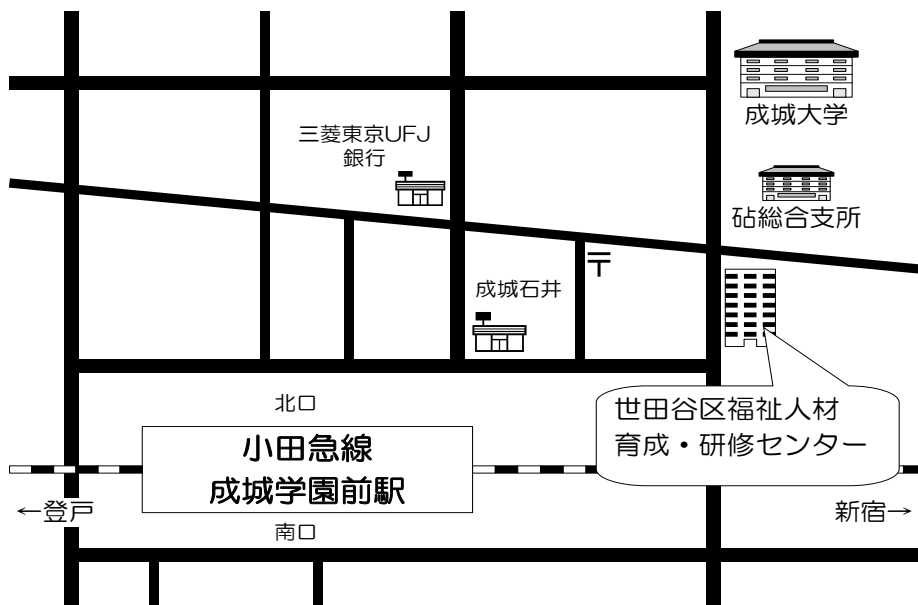 成城大学
三菱東京UFJ
銀行
砧総合支所
〒
成城石井
世田谷区福祉人材
育成・研修センター
北口
小田急線
成城学園前駅
←登戸
新宿→
南口